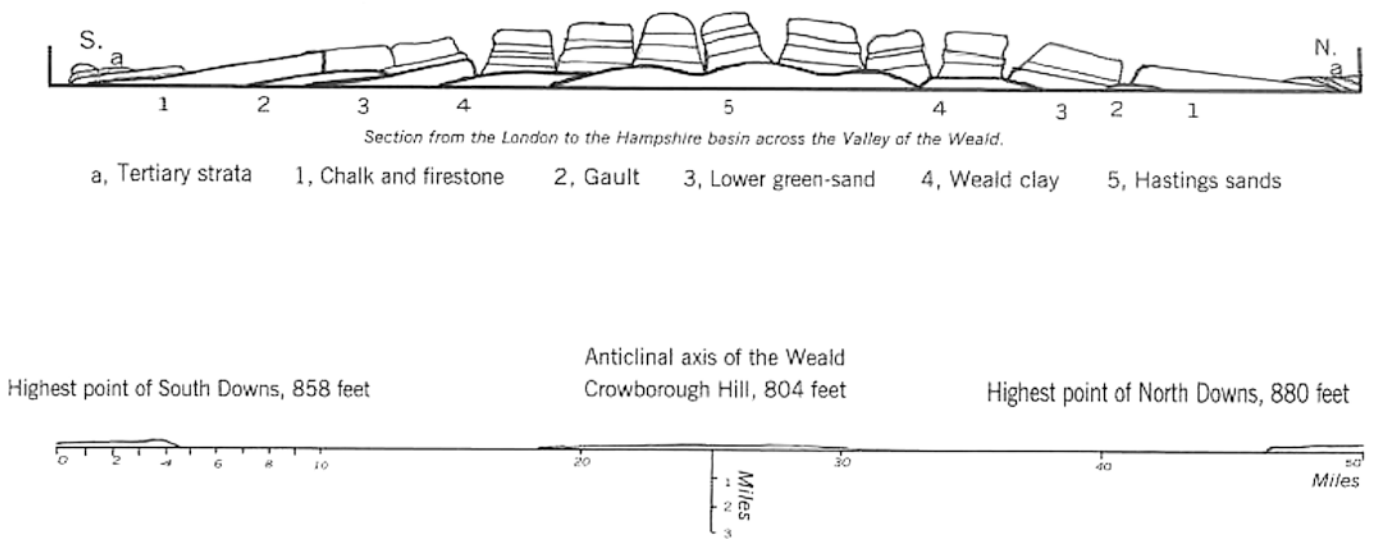 S.
a
N.
a
1 2 3 4 5 4 3 2 1
Section from the London to the Hampshire basin across the Valley of the Weald.
a, Tertiary strata 1, Chalk and firestone 2, Gault 3, Lower green-sand 4, Weald clay 5, Hastings sands
Anticlinal axis of the Weald
Highest point of South Downs, 858 feet
Crowborough Hill, 804 feet
Highest point of North Downs, 880 feet
0 2 4 6 8 10 20 30 40 50
Miles
1
2
3
Miles